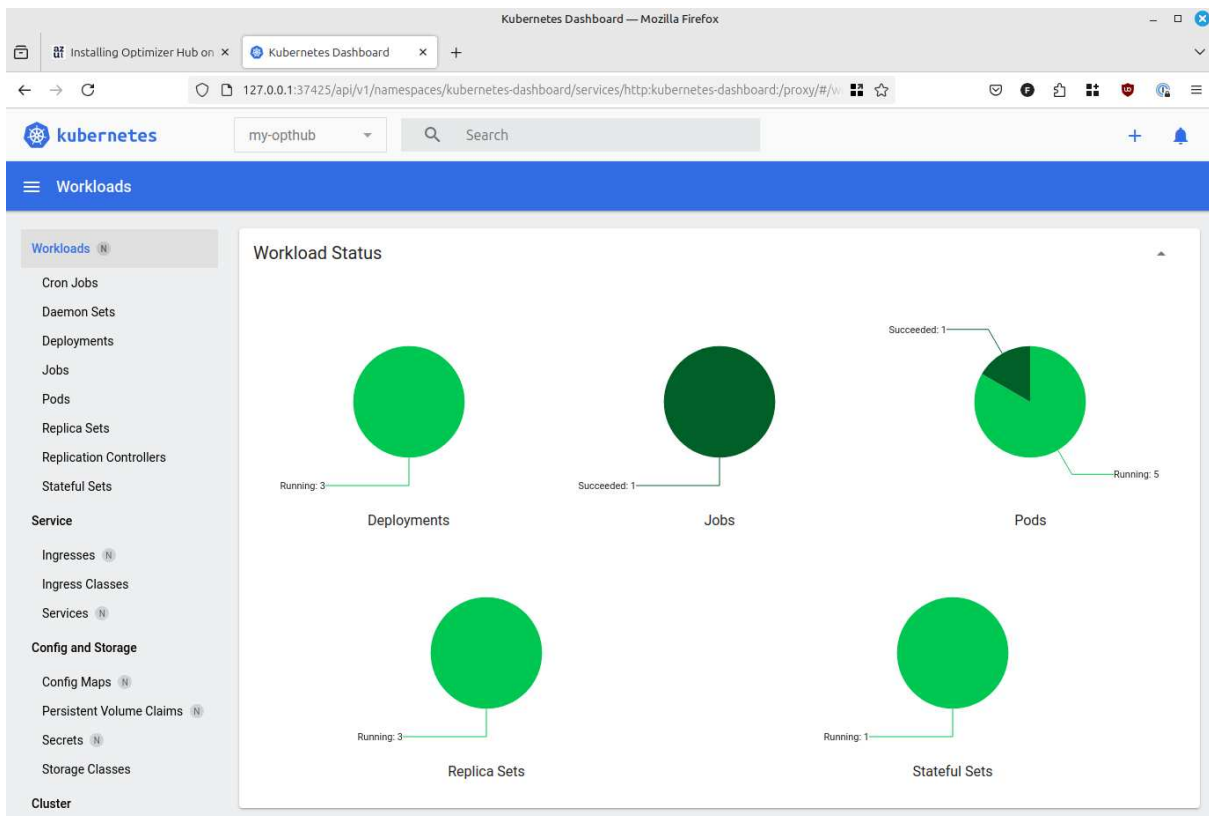 Kubernetes Dashboard — Mozilla Firefox
Installing Optimizer Hub on
Kubernetes Dashboard
127.0.0.1:37425/api/v1/namespaces/kubernetes-dashboard/services/http:kubernetes-dashboard:/proxy/#/w
kubernetes
my-opthub
Search
Workloads
Workloads N
Cron Jobs
Daemon Sets
Deployments
Jobs
Pods
Replica Sets
Replication Controllers
Stateful Sets
Service
Ingresses N
Ingress Classes
Services N
Config and Storage
Config Maps N
Persistent Volume Claims N
Secrets N
Storage Classes
Cluster
Workload Status
Running: 3
Deployments
Succeeded: 1
Jobs
Succeeded: 1
Running: 5
Pods
Running: 3
Replica Sets
Running: 1
Stateful Sets